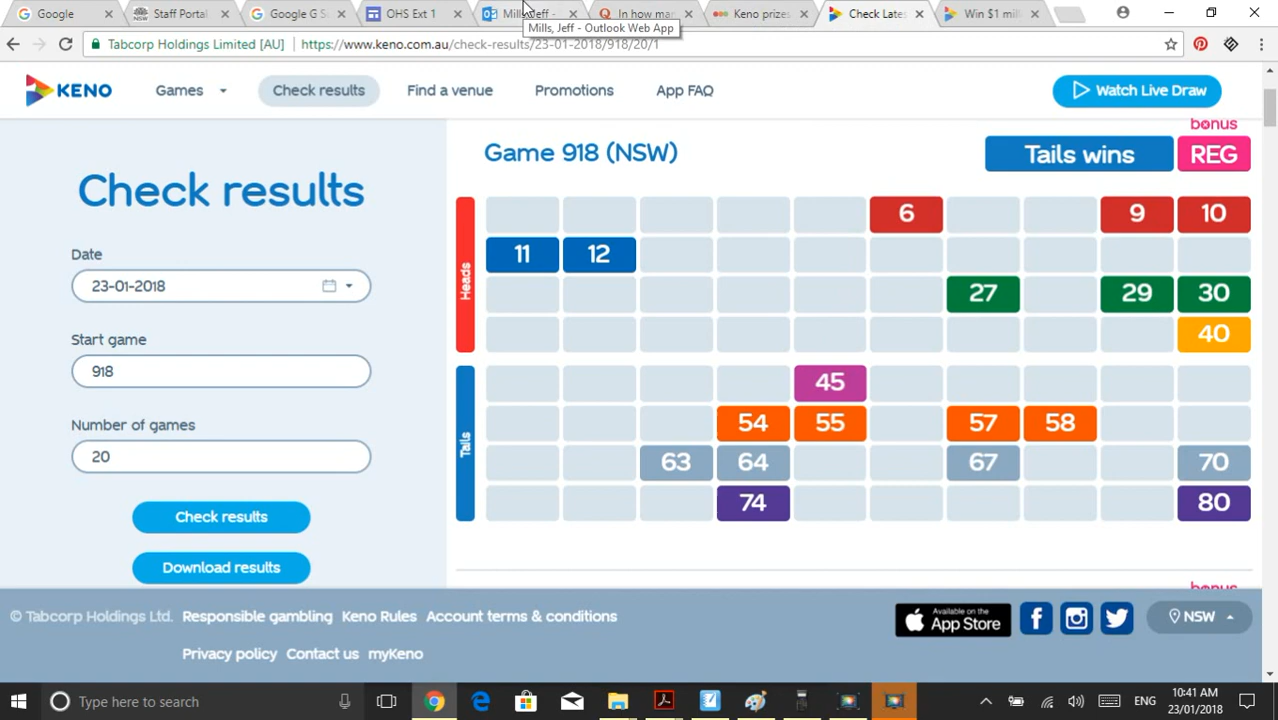 Google
Staff Portal
Google G S
OHS Ext 1
Mills, Jeff -
In how man
Keno prizes
Check Lates
Win $1 mill
Mills, Jeff - Outlook Web App
Tabcorp Holdings Limited [AU] https://www.keno.com.au/check-results/23-01-2018/918/20/1
KENO
Games
Check results
Find a venue
Promotions
App FAQ
Watch Live Draw
Check results
Date
23-01-2018
Start game
918
Number of games
20
Check results
Download results
Game 918 (NSW)
Tails wins
bonus
REG
Heads
6 9 10
11 12
27 29 30
40
Tails
45
54 55 57 58
63 64 67 70
74 80
bonus
© Tabcorp Holdings Ltd. Responsible gambling Keno Rules Account terms & conditions
Privacy policy Contact us myKeno
Available on the
App Store
NSW
Type here to search
ENG
10:41 AM
23/01/2018